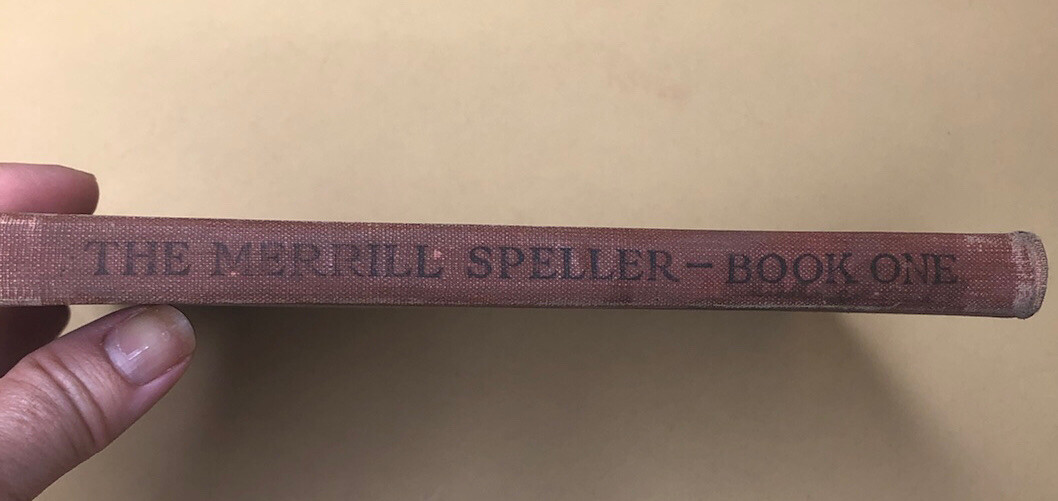 THE MERRILL SPELLER — BOOK ONE